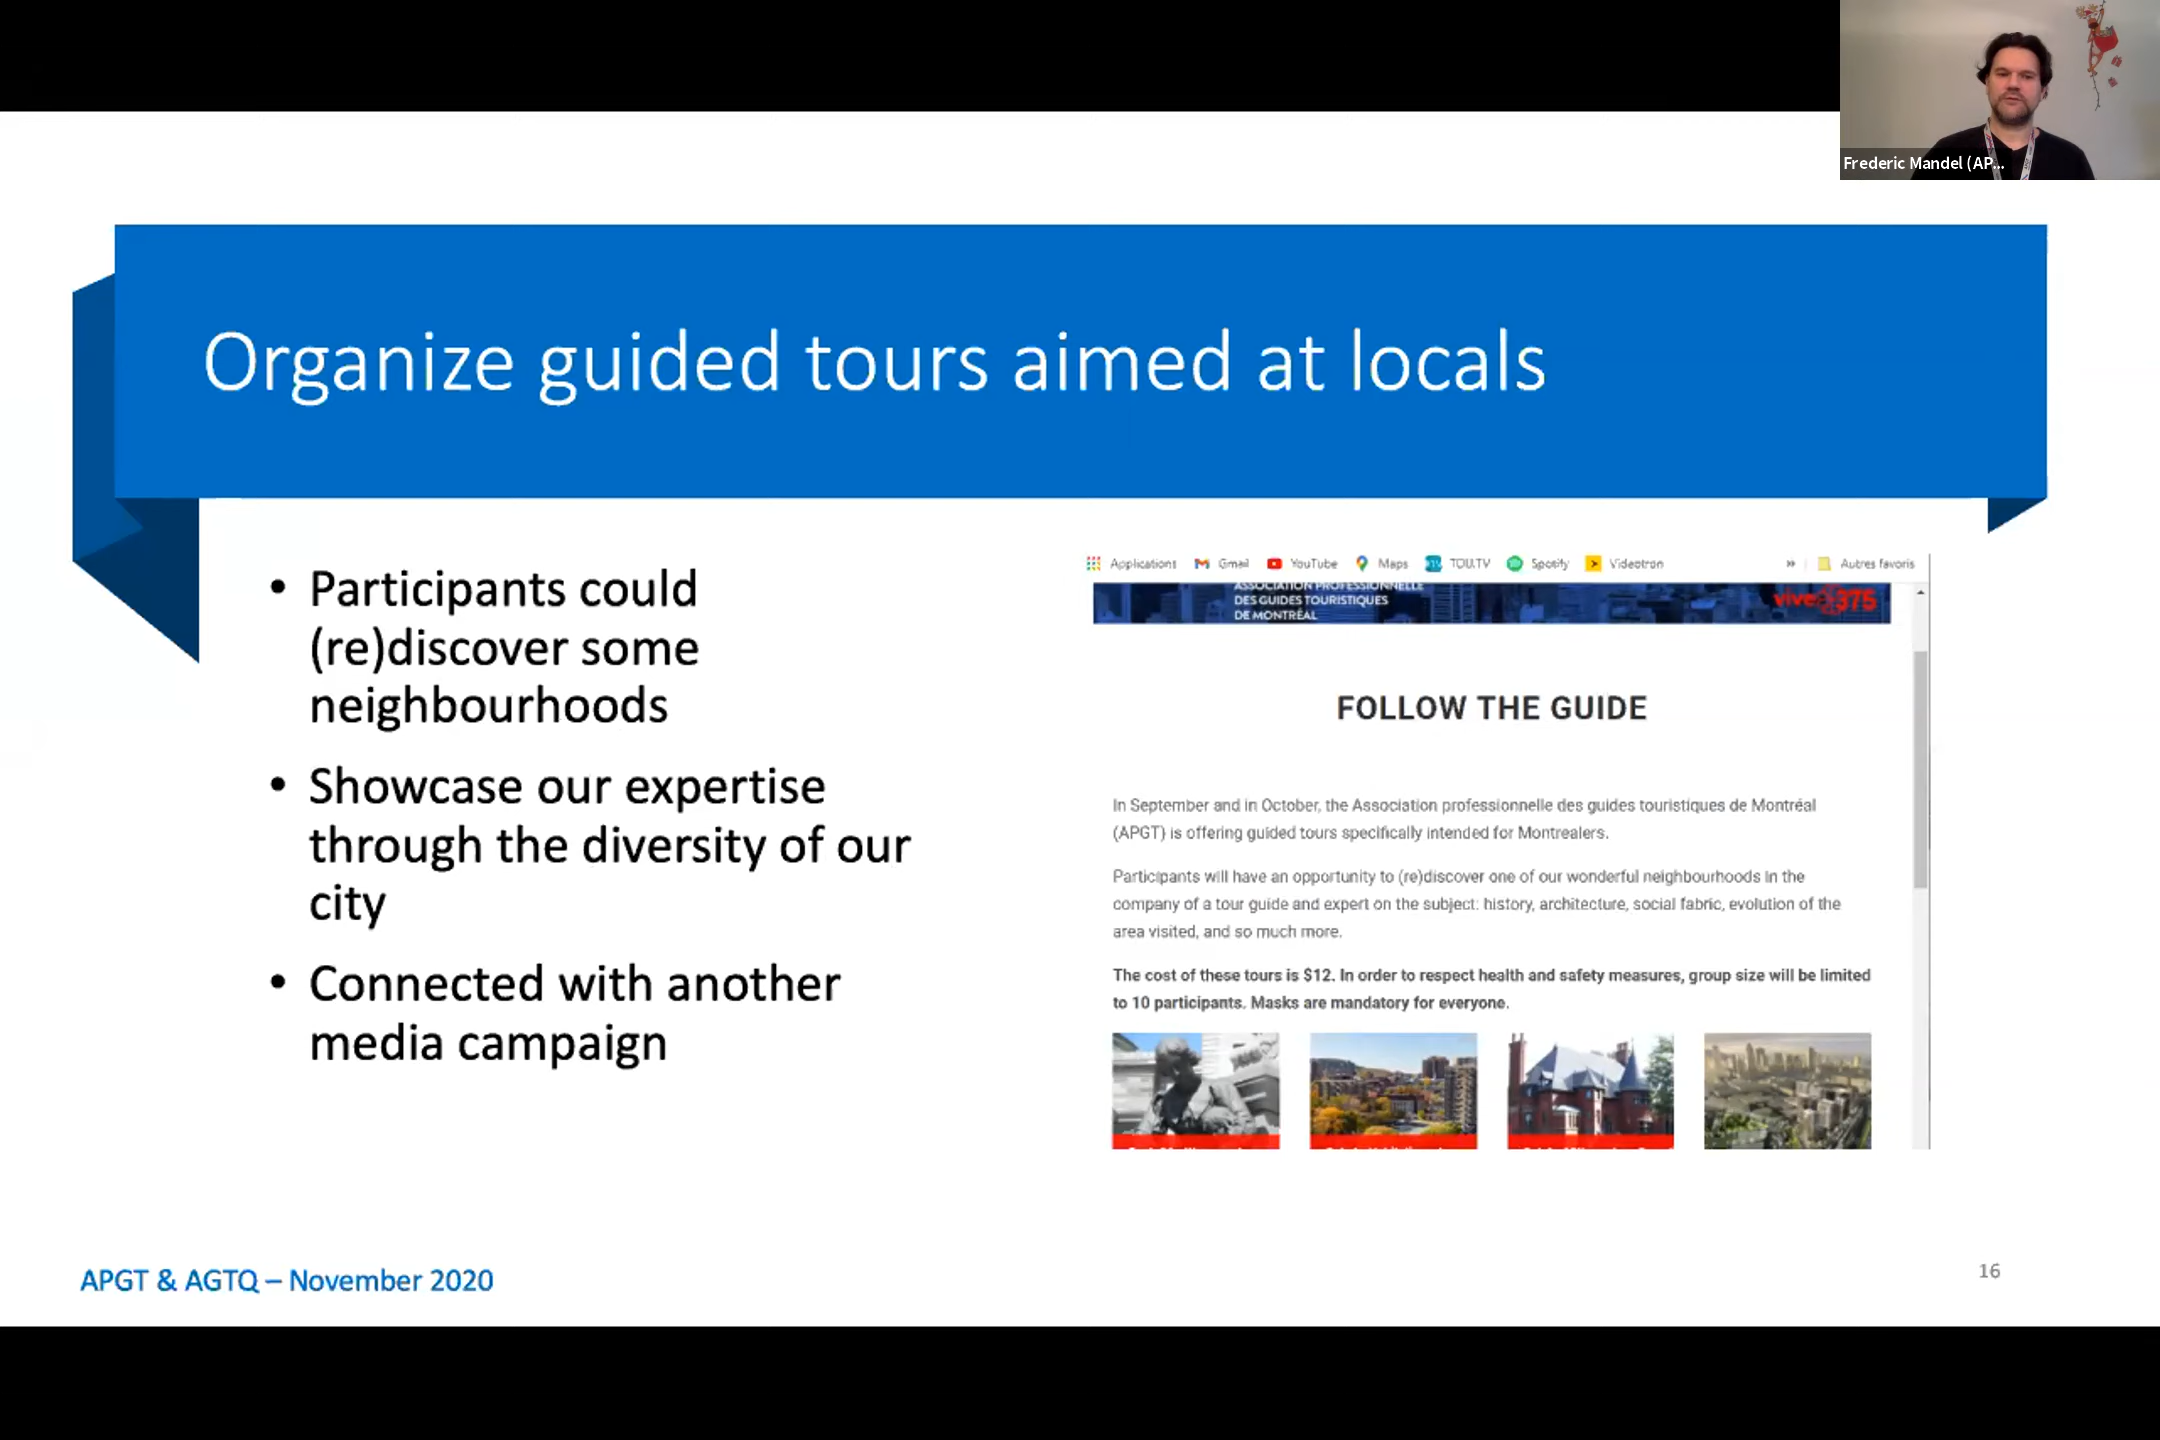 Frederic Mandel (AP...
Organize guided tours aimed at locals
• Participants could
(re)discover some
neighbourhoods
• Showcase our expertise
through the diversity of our
city
• Connected with another
media campaign
Applications Gmail YouTube Maps TOU.TV Spotify Videotron » Autres favoris
ASSOCIATION PROFESSIONNELLE
DES GUIDES TOURISTIQUES
DE MONTRÉAL
vive 375
FOLLOW THE GUIDE
In September and in October, the Association professionnelle des guides touristiques de Montréal
(APGT) is offering guided tours specifically intended for Montrealers.
Participants will have an opportunity to (re)discover one of our wonderful neighbourhoods in the
company of a tour guide and expert on the subject: history, architecture, social fabric, evolution of the
area visited, and so much more.
The cost of these tours is $12. In order to respect health and safety measures, group size will be limited
to 10 participants. Masks are mandatory for everyone.
APGT & AGTQ – November 2020
16